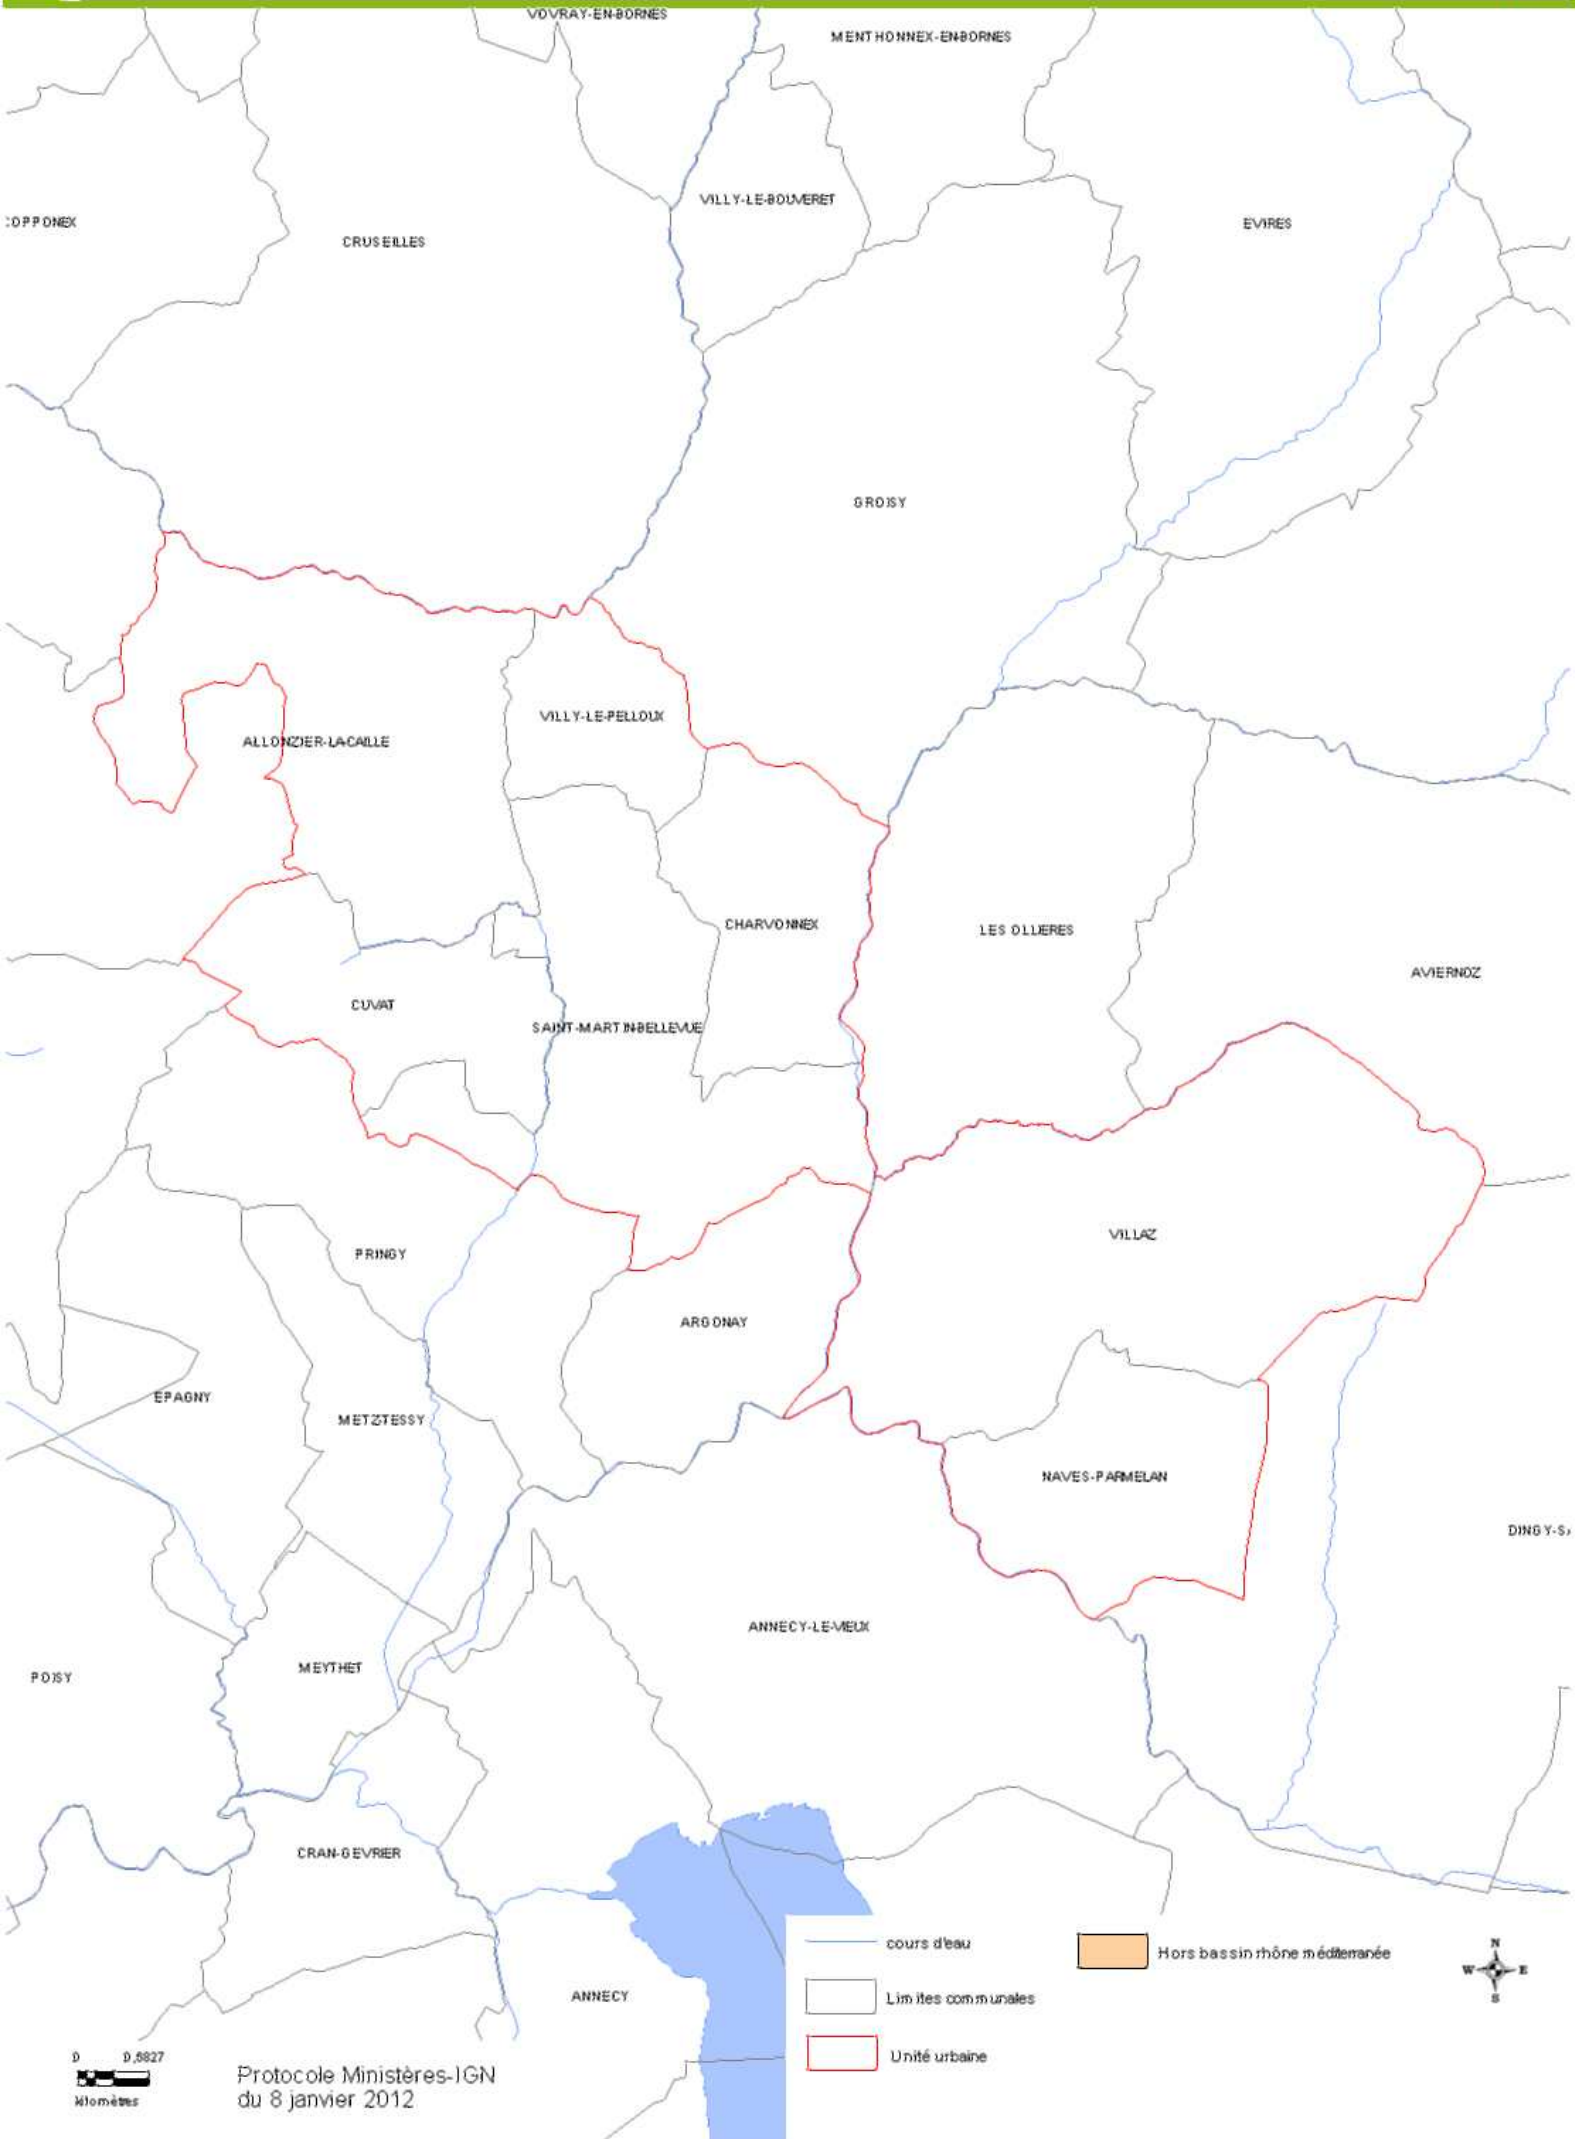 VOVRAY-EN-BORNES
MENTHONNEX-EN-BORNES
VILLY-LE-BOUVERET
COPPONEX
EVIRES
CRUSEILLES
GROISY
VILLY-LE-PELLOUX
ALLONZIER-LA-CAILLE
CHARVONNEX
LES OLLIERES
AVIERNOZ
CUVAT
SAINT-MARTIN-BELLEVUE
VILLAZ
PRINGY
ARGONAY
EPAGNY
METZ-TESSY
NAVES-PARMELAN
DINGY-S
ANNECY-LE-VIEUX
MEYTHET
POISY
CRAN-GEVRIER
ANNECY
cours d'eau
Hors bassin rhône méditerranée
Limites communales
Unité urbaine
N
W E
S
0 0,6827
kilomètres
Protocole Ministères-IGN
du 8 janvier 2012